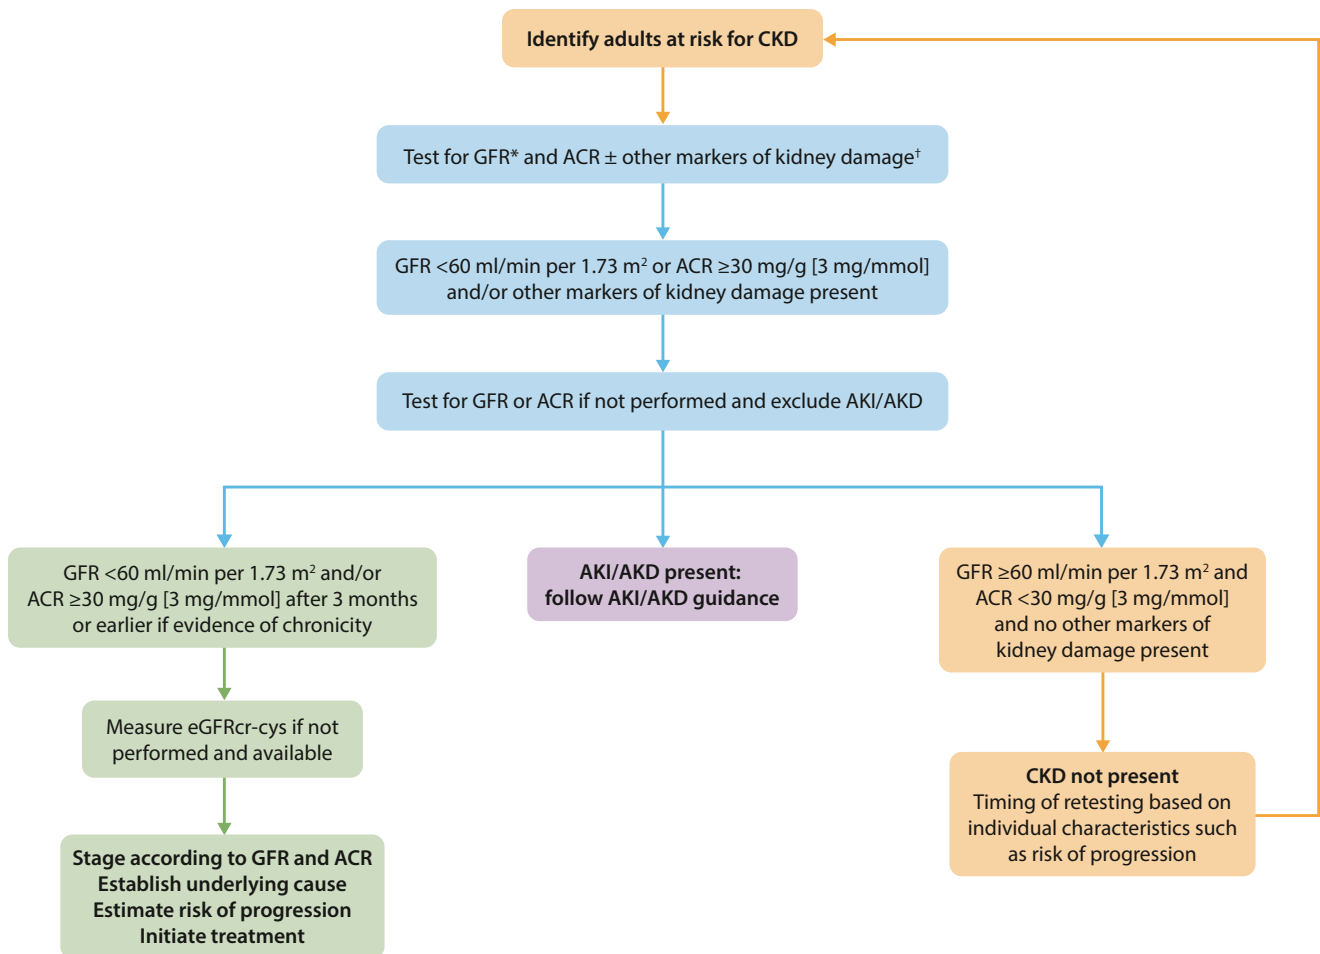 Identify adults at risk for CKD
Test for GFR* and ACR ± other markers of kidney damage†
GFR <60 ml/min per 1.73 m² or ACR ≥30 mg/g [3 mg/mmol]
and/or other markers of kidney damage present
Test for GFR or ACR if not performed and exclude AKI/AKD
GFR <60 ml/min per 1.73 m² and/or
ACR ≥30 mg/g [3 mg/mmol] after 3 months
or earlier if evidence of chronicity
AKI/AKD present:
follow AKI/AKD guidance
GFR ≥60 ml/min per 1.73 m² and
ACR <30 mg/g [3 mg/mmol]
and no other markers of
kidney damage present
Measure eGFRcr-cys if not
performed and available
CKD not present
Timing of retesting based on
individual characteristics such
as risk of progression
Stage according to GFR and ACR
Establish underlying cause
Estimate risk of progression
Initiate treatment